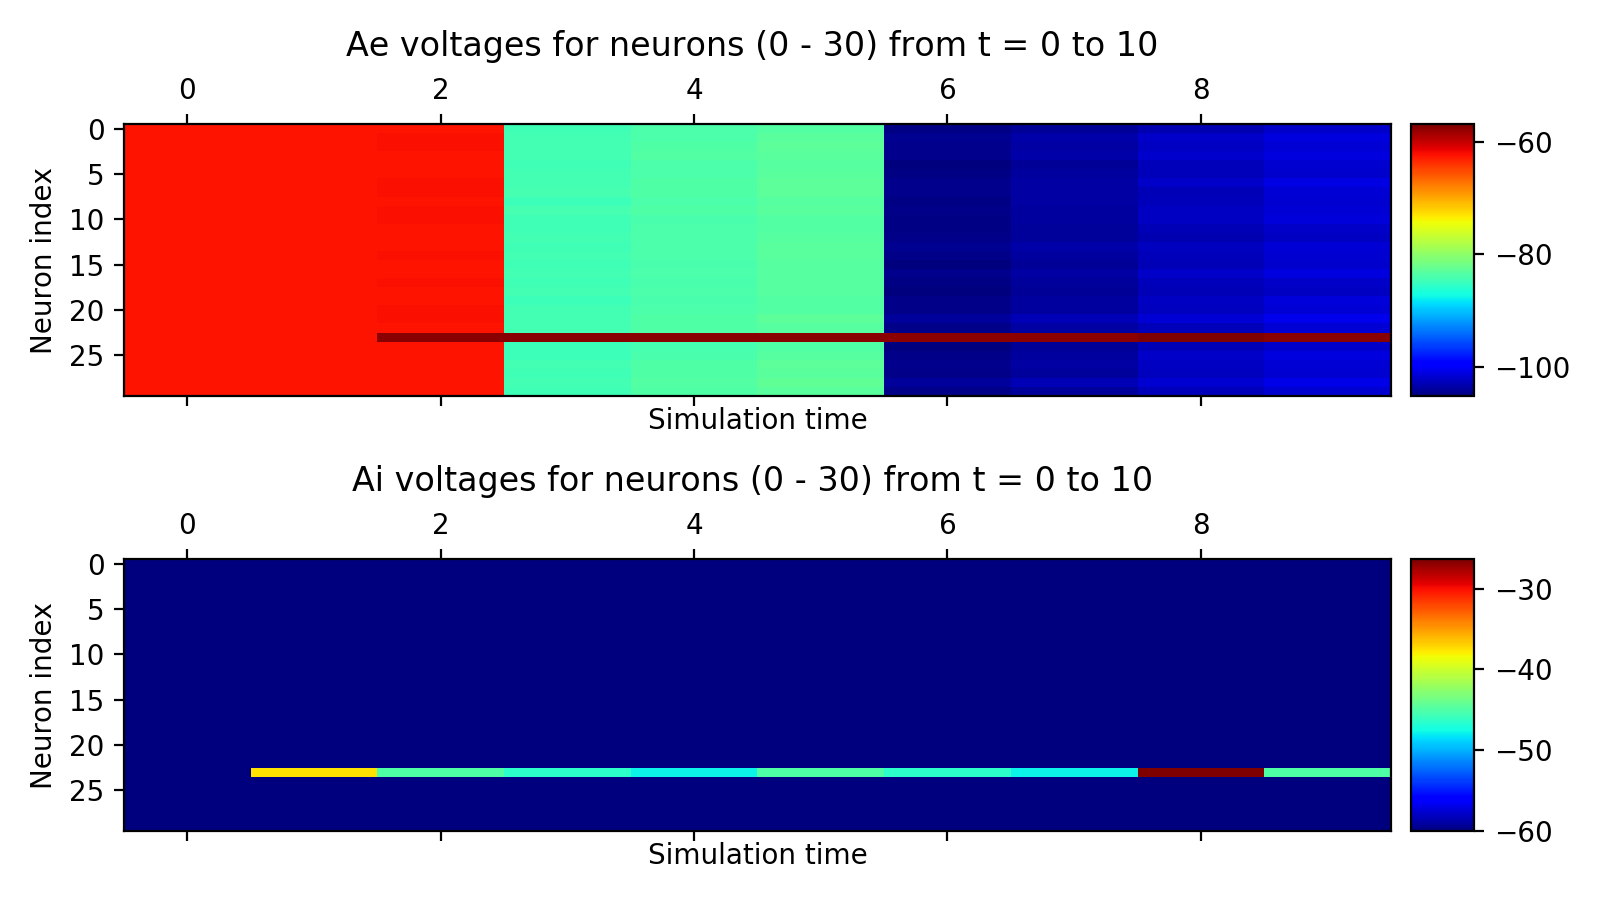 Ae voltages for neurons (0 - 30) from t = 0 to 10
0 2 4 6 8
0
5
10
15
20
25
Neuron index
Simulation time
−60
−80
−100
Ai voltages for neurons (0 - 30) from t = 0 to 10
0 2 4 6 8
0
5
10
15
20
25
Neuron index
Simulation time
−30
−40
−50
−60